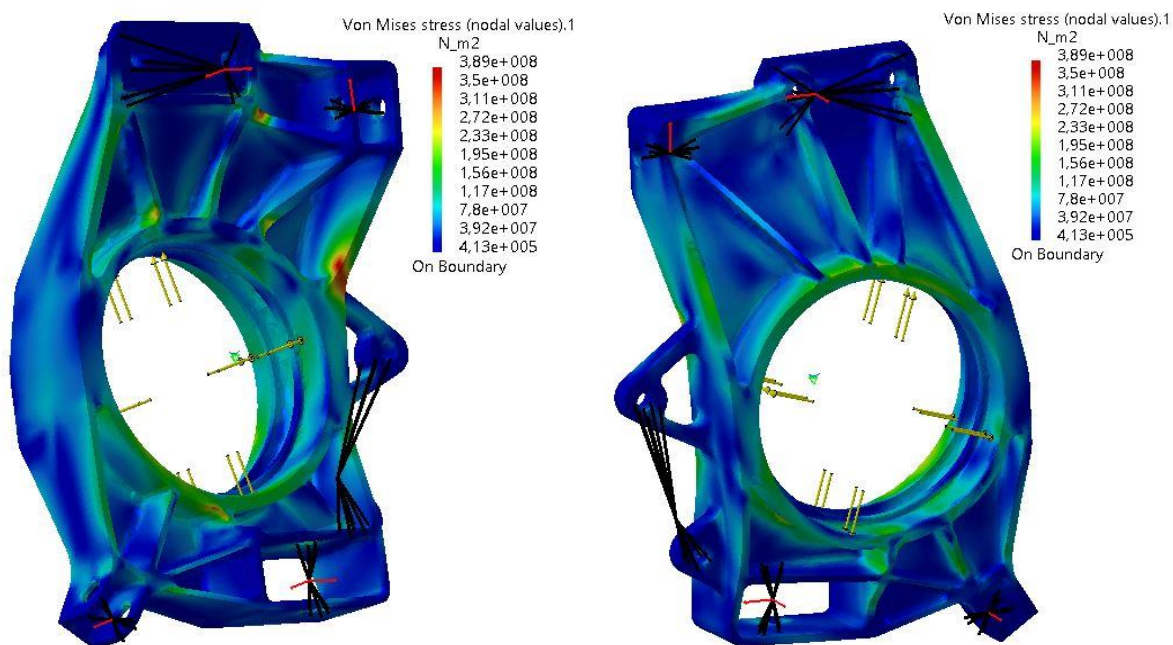 Von Mises stress (nodal values).1
N_m2
3,89e+008
3,5e+008
3,11e+008
2,72e+008
2,33e+008
1,95e+008
1,56e+008
1,17e+008
7,8e+007
3,92e+007
4,13e+005
On Boundary
Von Mises stress (nodal values).1
N_m2
3,89e+008
3,5e+008
3,11e+008
2,72e+008
2,33e+008
1,95e+008
1,56e+008
1,17e+008
7,8e+007
3,92e+007
4,13e+005
On Boundary